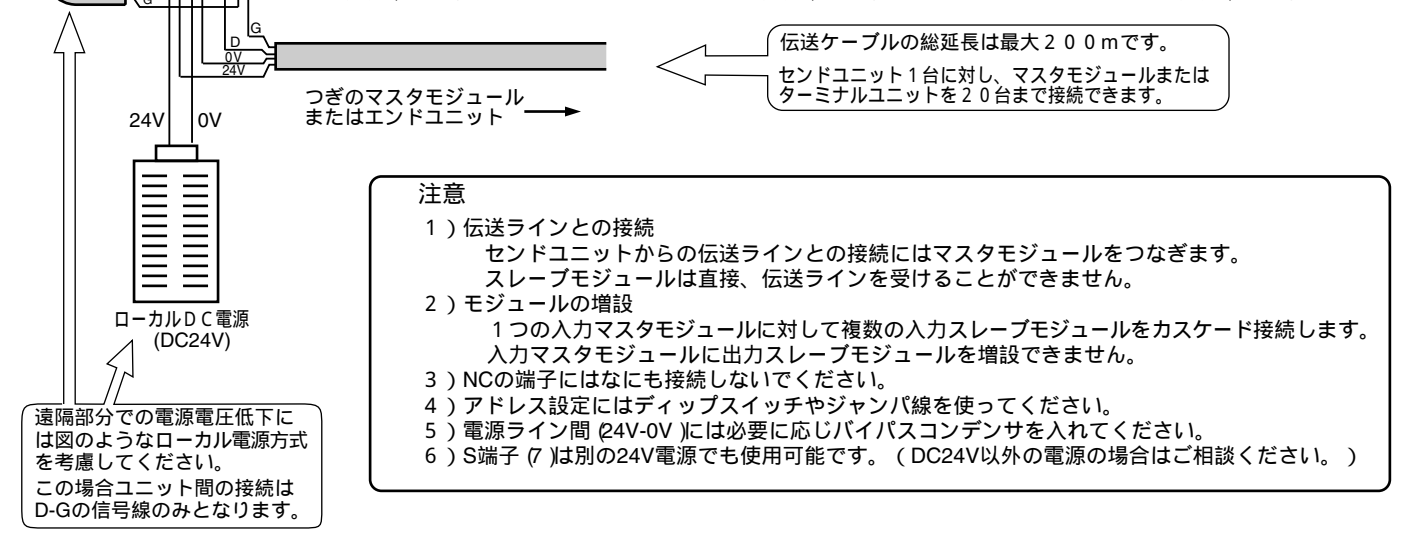 G
G
D
0V
24V
伝送ケーブルの総延長は最大２００ｍです。
センドユニット１台に対し、マスタモジュールまたは
ターミナルユニットを２０台まで接続できます。
つぎのマスタモジュール
またはエンドユニット
24V
0V
ローカルＤＣ電源
(DC24V)
遠隔部分での電源電圧低下に
は図のようなローカル電源方式
を考慮してください。
この場合ユニット間の接続は
D-Gの信号線のみとなります。
注意
１）伝送ラインとの接続
センドユニットからの伝送ラインとの接続にはマスタモジュールをつなぎます。
スレーブモジュールは直接、伝送ラインを受けることができません。
２）モジュールの増設
１つの入力マスタモジュールに対して複数の入力スレーブモジュールをカスケード接続します。
入力マスタモジュールに出力スレーブモジュールを増設できません。
３）NCの端子にはなにも接続しないでください。
４）アドレス設定にはディップスイッチやジャンパ線を使ってください。
５）電源ライン間(24V-0V)には必要に応じバイパスコンデンサを入れてください。
６）S端子(7)は別の24V電源でも使用可能です。（DC24V以外の電源の場合はご相談ください。）